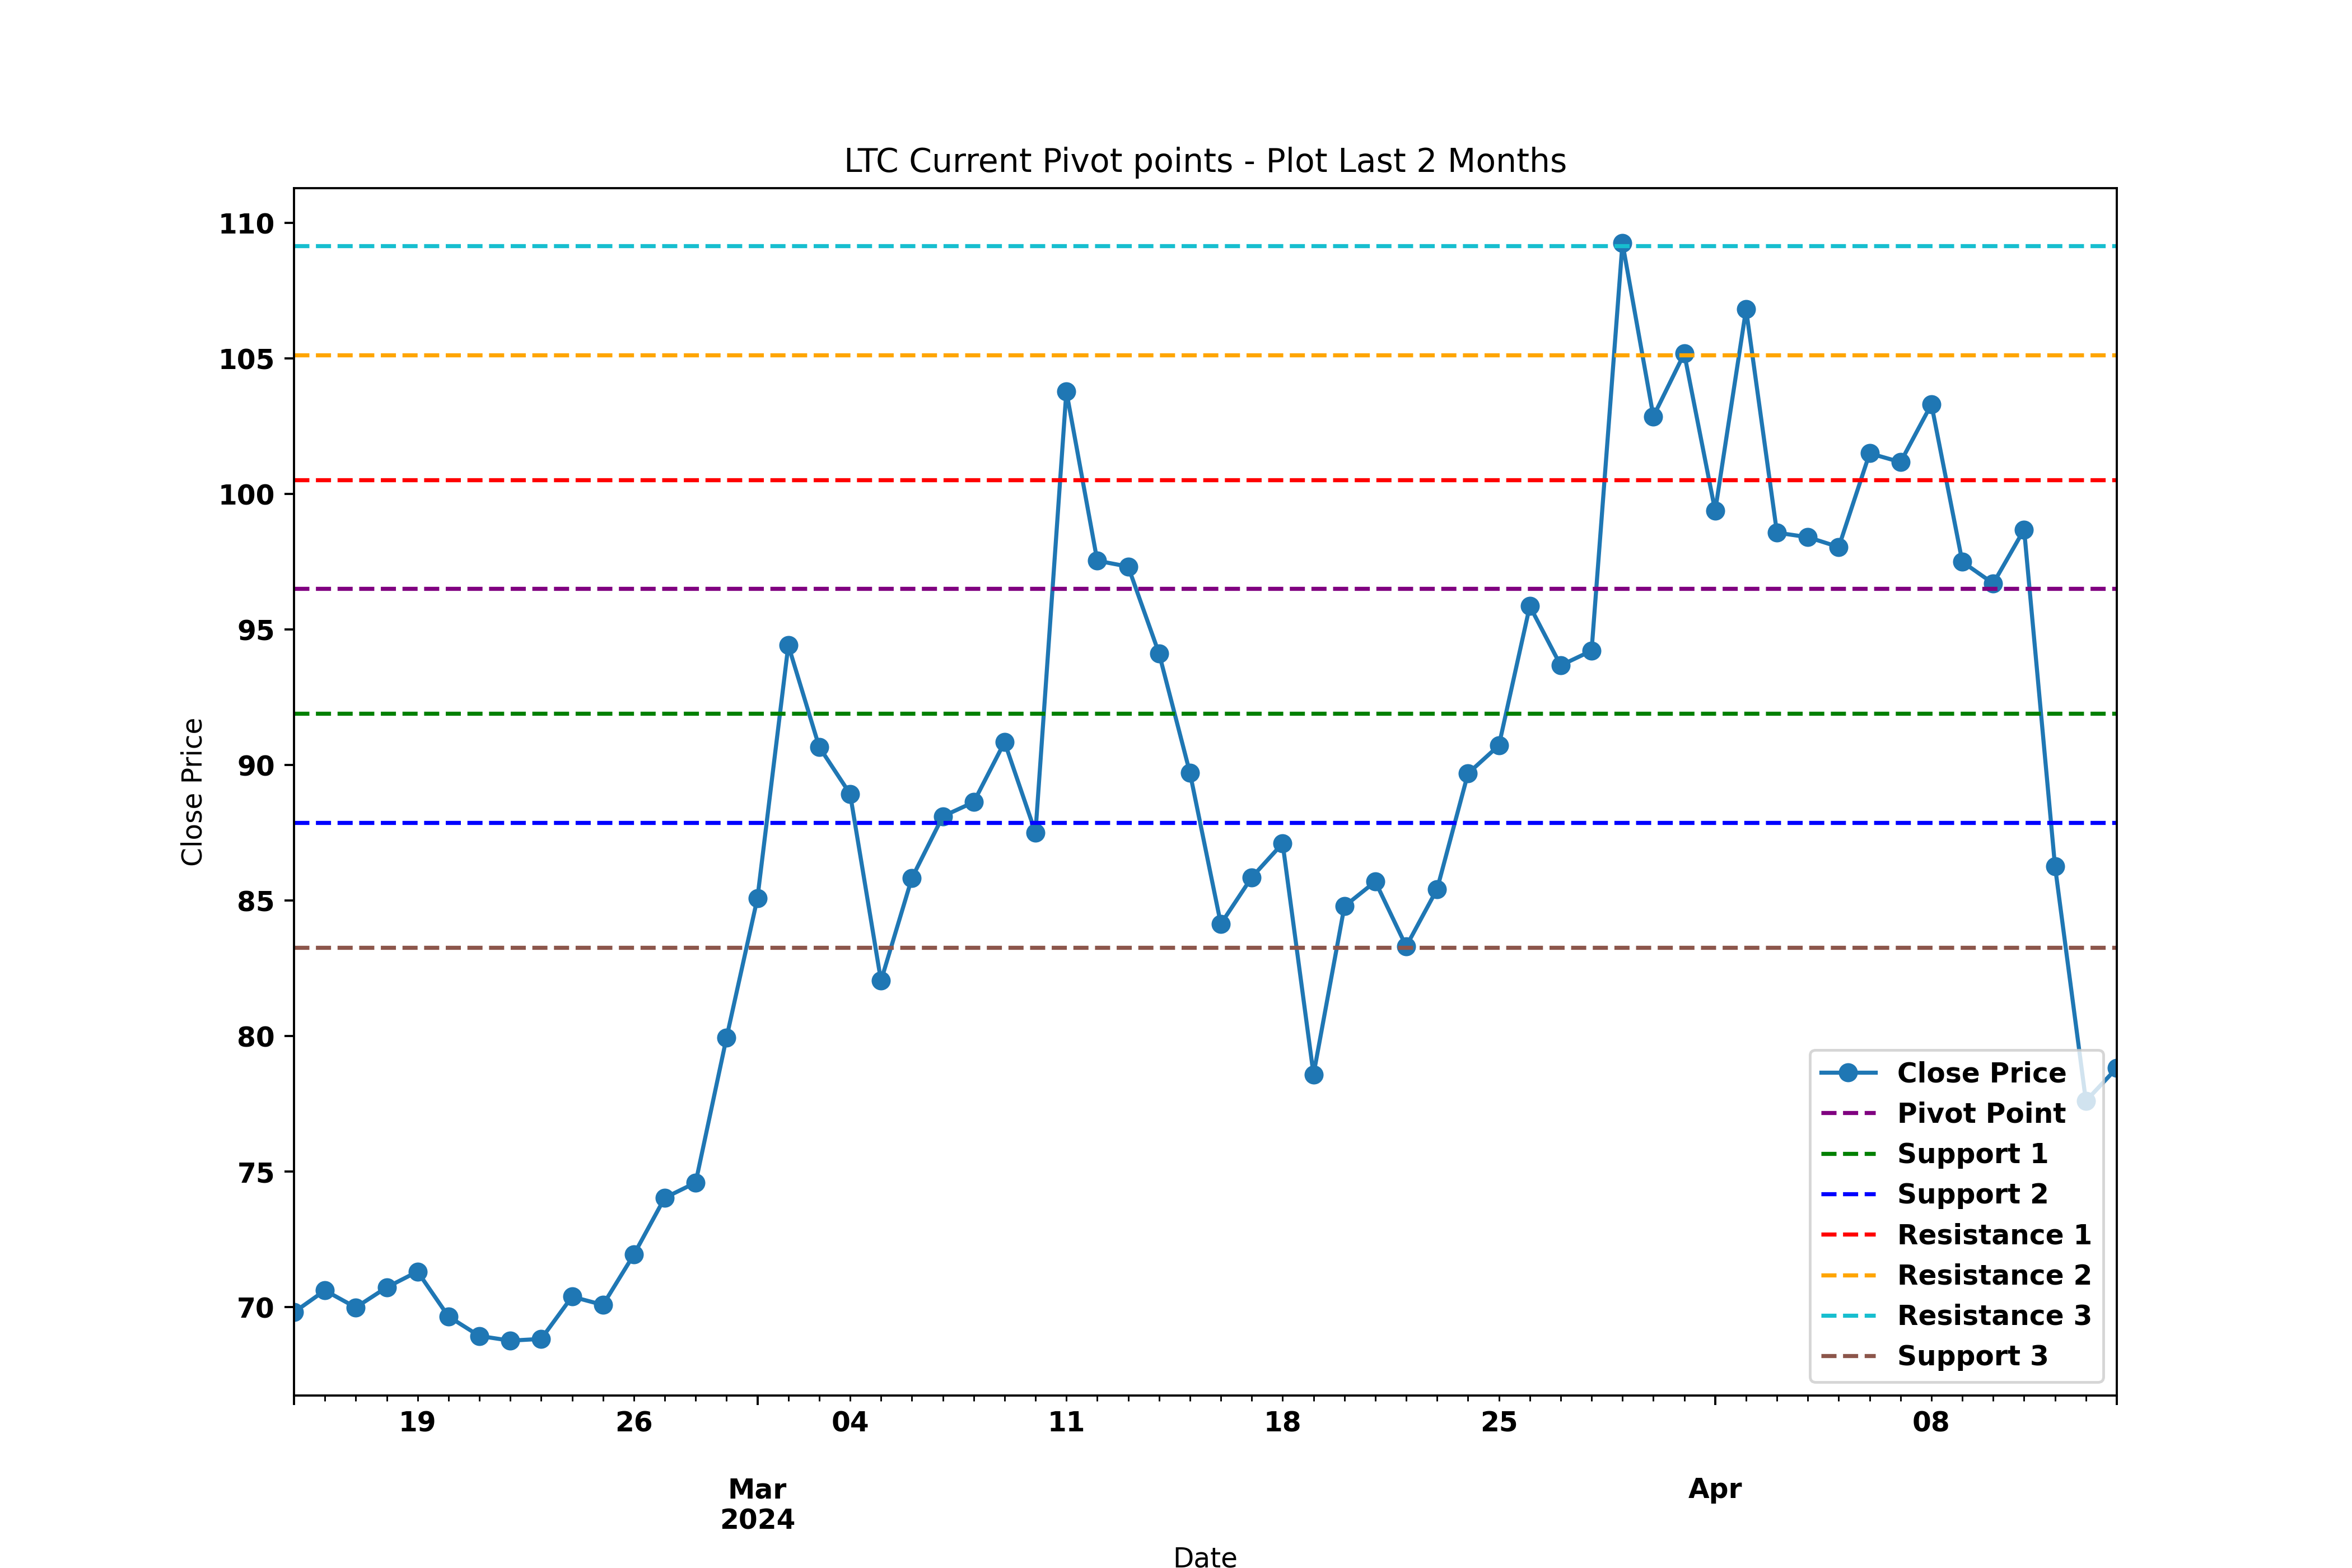 LTC Current Pivot points - Plot Last 2 Months
110
105
100
95
90
85
80
75
70
Close Price
Close Price
Pivot Point
Support 1
Support 2
Resistance 1
Resistance 2
Resistance 3
Support 3
19 26 04 11 18 25 08
Mar Apr
2024
Date